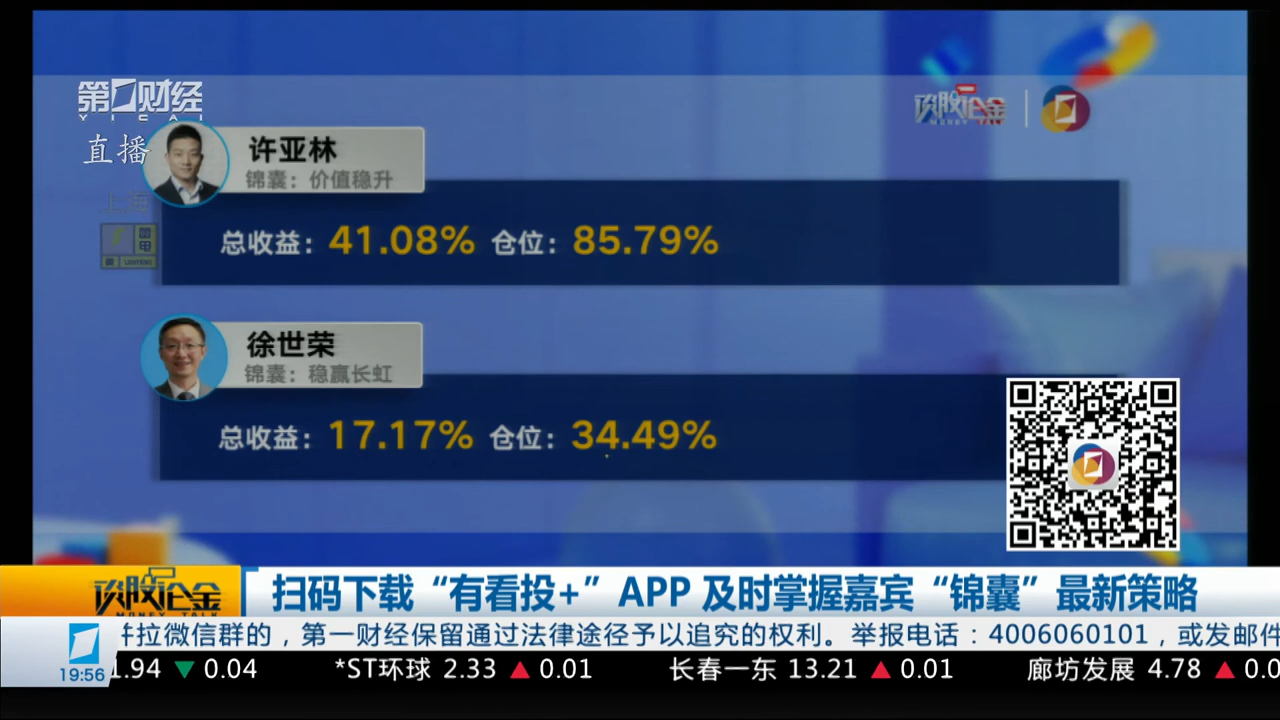 第一财经
YICAI
直播
上海
谈股论金
MONEY TALK
许亚林
锦囊：价值稳升
总收益：41.08% 仓位：85.79%
徐世荣
锦囊：稳赢长虹
总收益：17.17% 仓位：34.49%
谈股论金
MONEY TALK
扫码下载“有看投+”APP 及时掌握嘉宾“锦囊”最新策略
拉微信群的，第一财经保留通过法律途径予以追究的权利。举报电话：4006060101，或发邮件
19:56
1.94 ▼ 0.04 *ST环球 2.33 ▲ 0.01 长春一东 13.21 ▲ 0.01 廊坊发展 4.78 ▲ 0.0